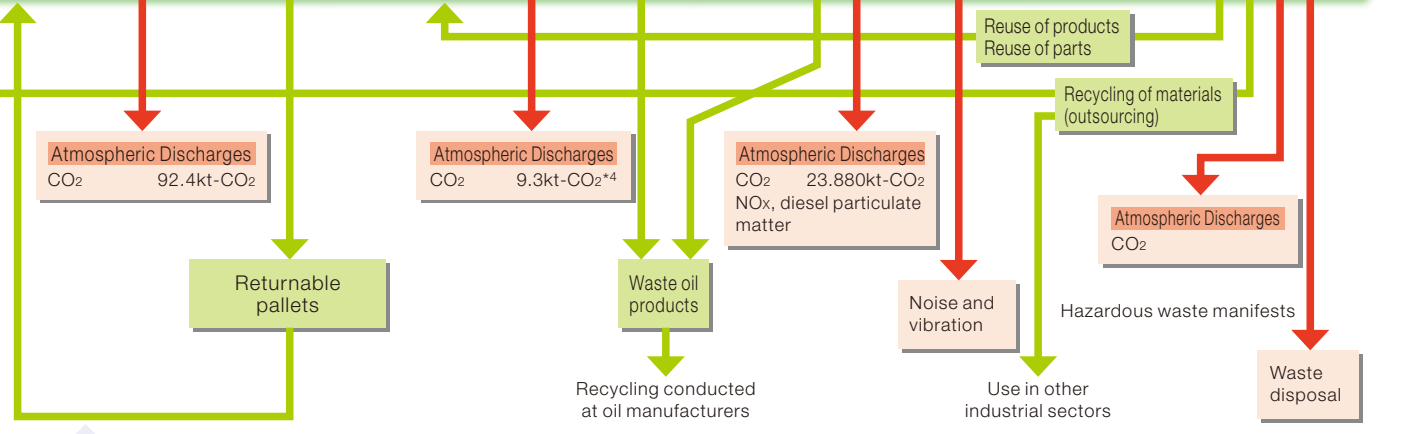 Reuse of products
Reuse of parts
Recycling of materials
(outsourcing)
Atmospheric Discharges
CO2 92.4kt-CO2
Atmospheric Discharges
CO2 9.3kt-CO2*4
Atmospheric Discharges
CO2 23.880kt-CO2
NOx, diesel particulate
matter
Atmospheric Discharges
CO2
Returnable
pallets
Waste oil
products
Noise and
vibration
Hazardous waste manifests
Waste
disposal
Recycling conducted
at oil manufacturers
Use in other
industrial sectors